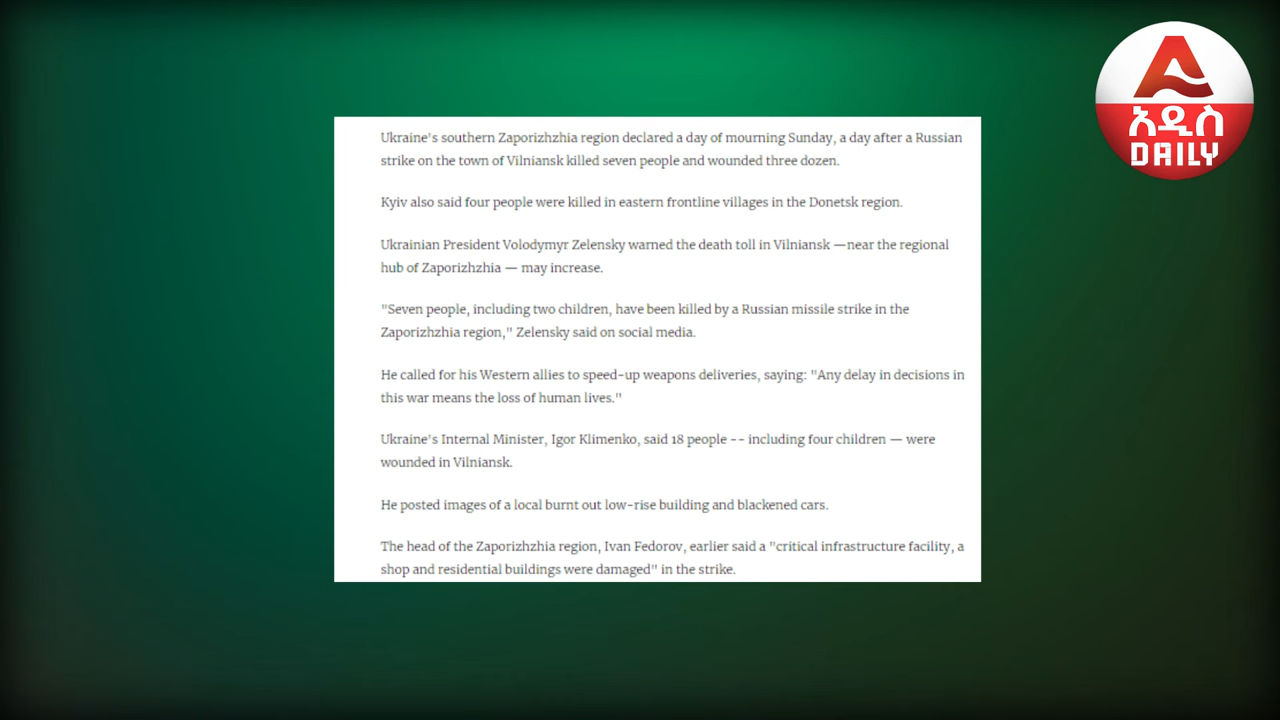 Ukraine's southern Zaporizhzhia region declared a day of mourning Sunday, a day after a Russian
strike on the town of Vilniansk killed seven people and wounded three dozen.
Kyiv also said four people were killed in eastern frontline villages in the Donetsk region.
Ukrainian President Volodymyr Zelensky warned the death toll in Vilniansk —near the regional
hub of Zaporizhzhia — may increase.
"Seven people, including two children, have been killed by a Russian missile strike in the
Zaporizhzhia region," Zelensky said on social media.
He called for his Western allies to speed-up weapons deliveries, saying: "Any delay in decisions in
this war means the loss of human lives."
Ukraine's Internal Minister, Igor Klimenko, said 18 people -- including four children — were
wounded in Vilniansk.
He posted images of a local burnt out low-rise building and blackened cars.
The head of the Zaporizhzhia region, Ivan Fedorov, earlier said a "critical infrastructure facility, a
shop and residential buildings were damaged" in the strike.
አዲስ
DAILY